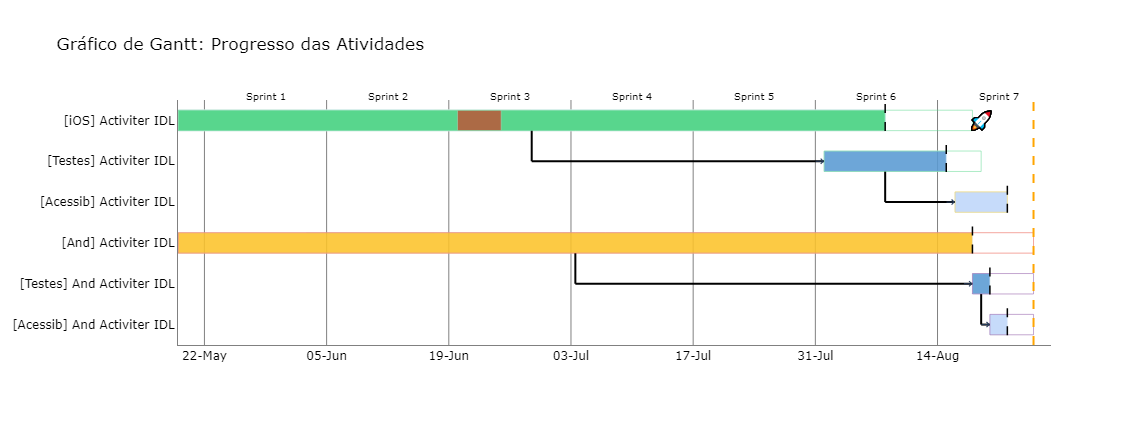 Gráfico de Gantt: Progresso das Atividades
Sprint 1 Sprint 2 Sprint 3 Sprint 4 Sprint 5 Sprint 6 Sprint 7
[iOS] Activiter IDL
[Testes] Activiter IDL
[Acessib] Activiter IDL
[And] Activiter IDL
[Testes] And Activiter IDL
[Acessib] And Activiter IDL
22-May 05-Jun 19-Jun 03-Jul 17-Jul 31-Jul 14-Aug